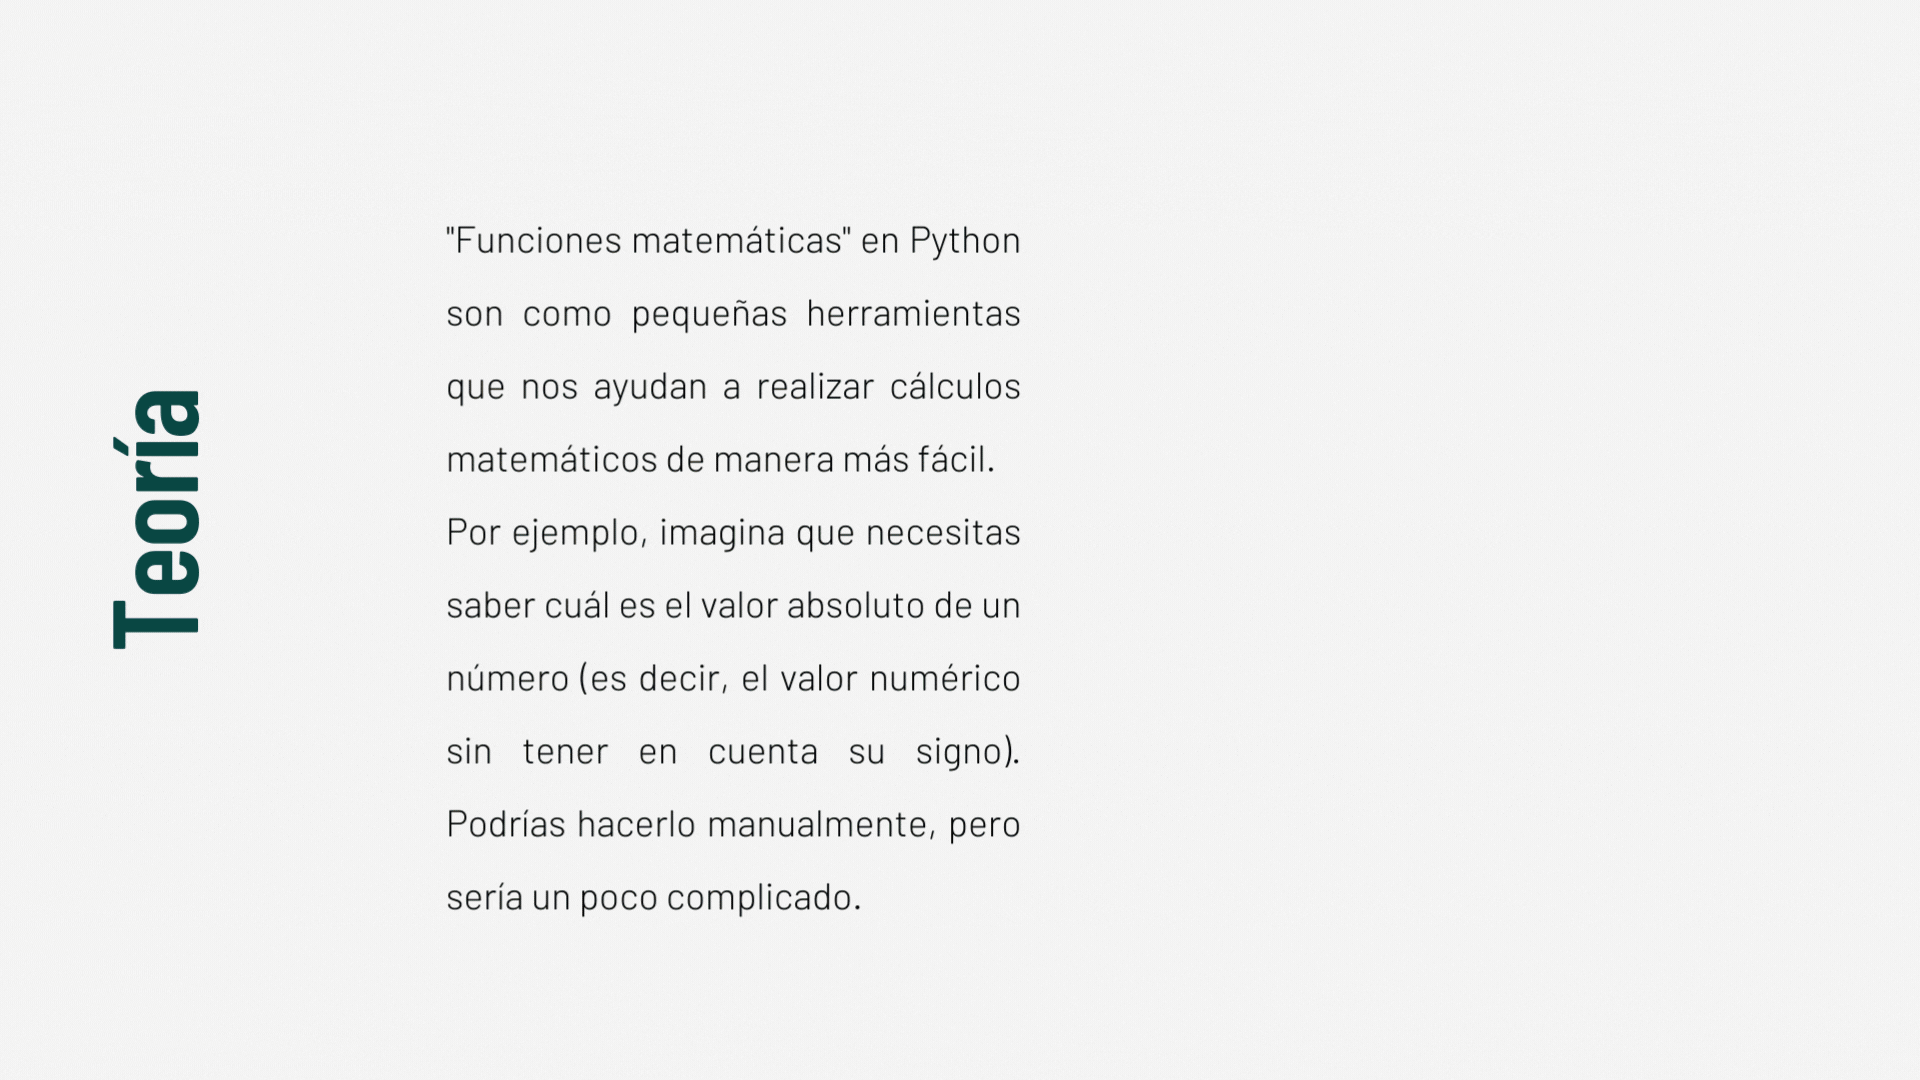 Teoría
"Funciones matemáticas" en Python
son como pequeñas herramientas
que nos ayudan a realizar cálculos
matemáticos de manera más fácil.
Por ejemplo, imagina que necesitas
saber cuál es el valor absoluto de un
número (es decir, el valor numérico
sin tener en cuenta su signo).
Podrías hacerlo manualmente, pero
sería un poco complicado.